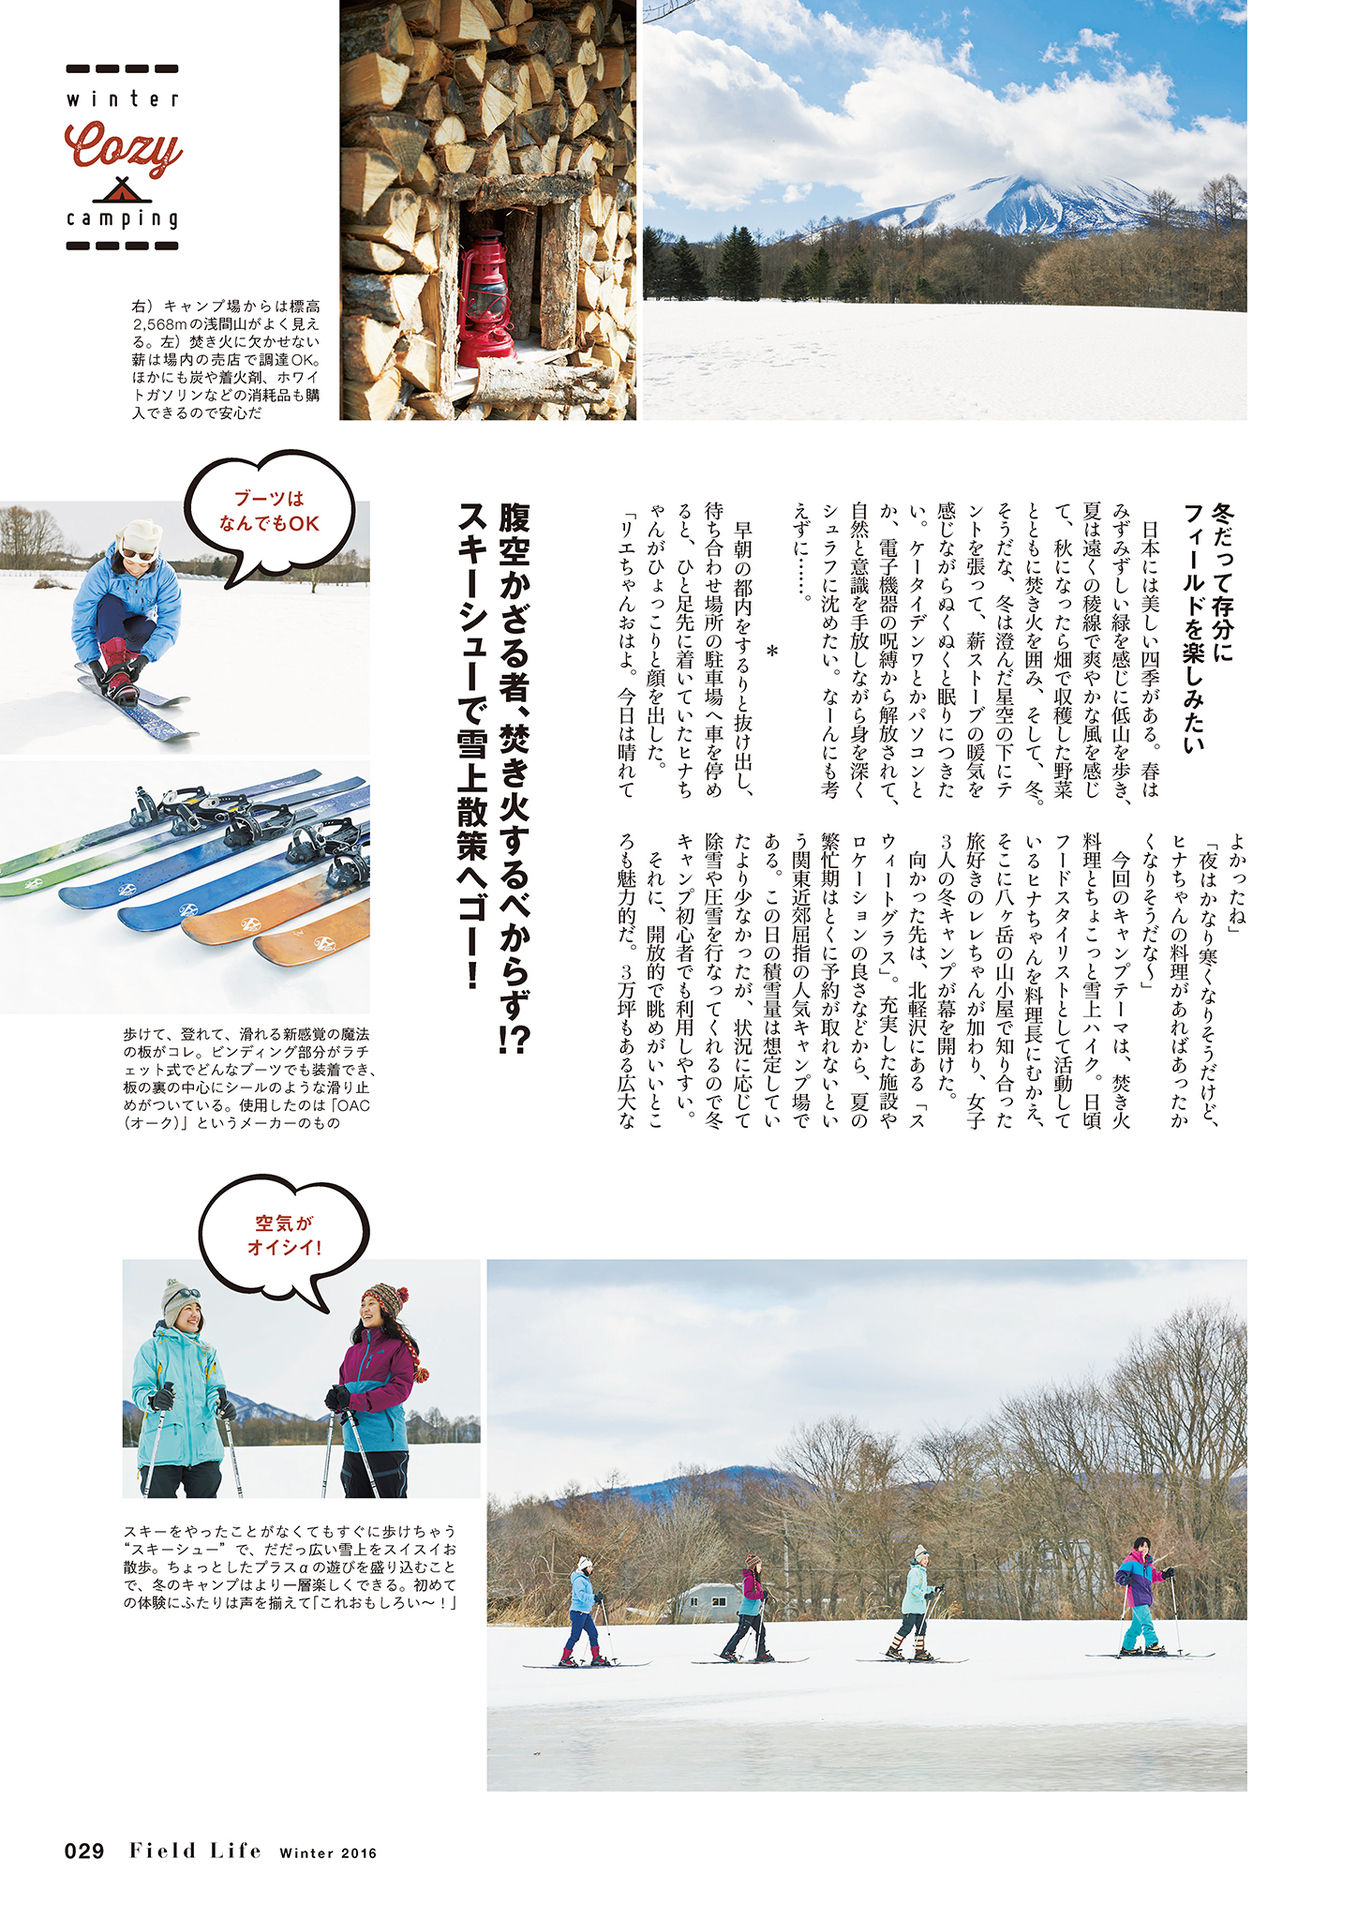 winter
Cozy
camping
右）キャンプ場からは標高
2,568mの浅間山がよく見え
る。左）焚き火に欠かせない
薪は場内の売店で調達OK。
ほかにも炭や着火剤、ホワイ
トガソリンなどの消耗品も購
入できるので安心だ
冬だって存分に
フィールドを楽しみたい
日本には美しい四季がある。春は
みずみずしい緑を感じに低山を歩き、
夏は遠くの稜線で爽やかな風を感じ
て、秋になったら畑で収穫した野菜
とともに焚き火を囲み、そして、冬。
そうだな、冬は澄んだ星空の下にテ
ントを張って、薪ストーブの暖気を
感じながらぬくぬくと眠りにつきた
い。ケータイデンワとかパソコンと
か、電子機器の呪縛から解放されて、
自然と意識を手放しながら身を深く
シュラフに沈めたい。なーんにも考
えずに……。
＊
早朝の都内をするりと抜け出し、
待ち合わせ場所の駐車場へ車を停め
ると、ひと足先に着いていたヒナち
ゃんがひょっこりと顔を出した。
「リエちゃんおはよ。今日は晴れて
よかったね」
「夜はかなり寒くなりそうだけど、
ヒナちゃんの料理があればあったか
くなりそうだな〜」
今回のキャンプテーマは、焚き火
料理とちょこっと雪上ハイク。日頃
フードスタイリストとして活動して
いるヒナちゃんを料理長にむかえ、
そこに八ヶ岳の山小屋で知り合った
旅好きのレレちゃんが加わり、女子
3人の冬キャンプが幕を開けた。
向かった先は、北軽沢にある「ス
ウィートグラス」。充実した施設や
ロケーションの良さなどから、夏の
繁忙期はとくに予約が取れないとい
う関東近郊屈指の人気キャンプ場で
ある。この日の積雪量は想定してい
たより少なかったが、状況に応じて
除雪や圧雪を行なってくれるので冬
キャンプ初心者でも利用しやすい。
それに、開放的で眺めがいいとこ
ろも魅力的だ。3万坪もある広大な
腹空かざる者、焚き火するべからず!?
スキーシューで雪上散策へゴー！
ブーツは
なんでもOK
歩けて、登れて、滑れる新感覚の魔法
の板がコレ。ビンディング部分がラチ
ェット式でどんなブーツでも装着でき、
板の裏の中心にシールのような滑り止
めがついている。使用したのは「OAC
（オーク）」というメーカーのもの
空気が
オイシイ！
スキーをやったことがなくてもすぐに歩けちゃう
“スキーシュー”で、だだっ広い雪上をスイスイお
散歩。ちょっとしたプラスαの遊びを盛り込むこと
で、冬のキャンプはより一層楽しくできる。初めて
の体験にふたりは声を揃えて「これおもしろい〜！」
029 Field Life Winter 2016